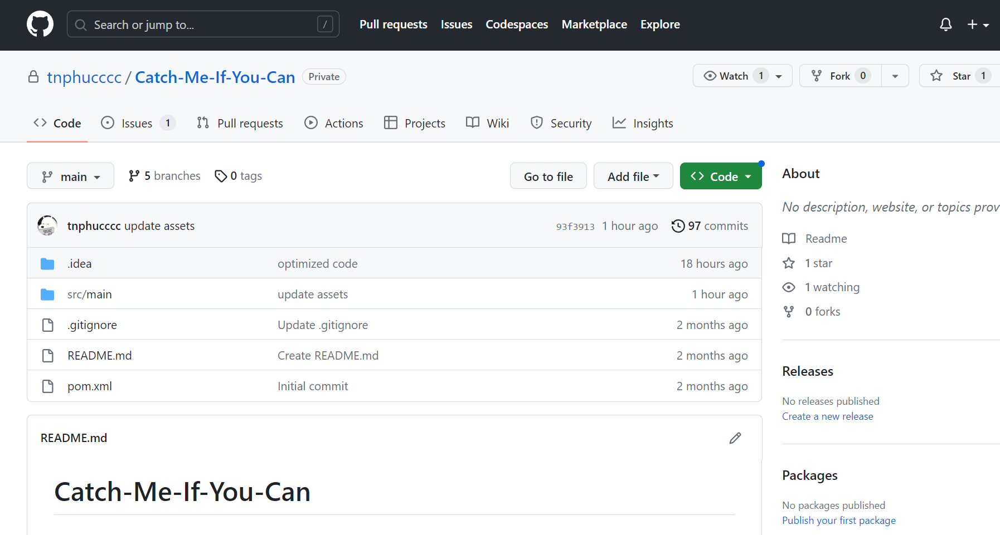 Search or jump to... / Pull requests Issues Codespaces Marketplace Explore
tnphucccc / Catch-Me-If-You-Can Private Watch 1 Fork 0 Star 1
Code Issues 1 Pull requests Actions Projects Wiki Security Insights
main 5 branches 0 tags Go to file Add file Code
tnphucccc update assets 93f3913 1 hour ago 97 commits
.idea optimized code 18 hours ago
src/main update assets 1 hour ago
.gitignore Update .gitignore 2 months ago
README.md Create README.md 2 months ago
pom.xml Initial commit 2 months ago
README.md
Catch-Me-If-You-Can
About
No description, website, or topics prov
Readme
1 star
1 watching
0 forks
Releases
No releases published
Create a new release
Packages
No packages published
Publish your first package